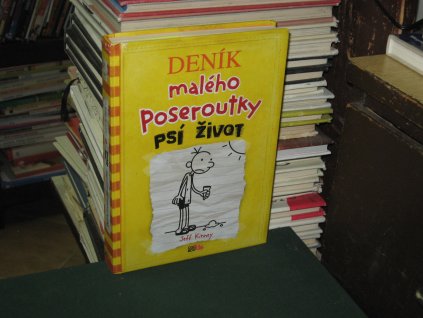 DENÍK
malého
poseroutky
PSÍ ŽIVOT
Jeff Kinney